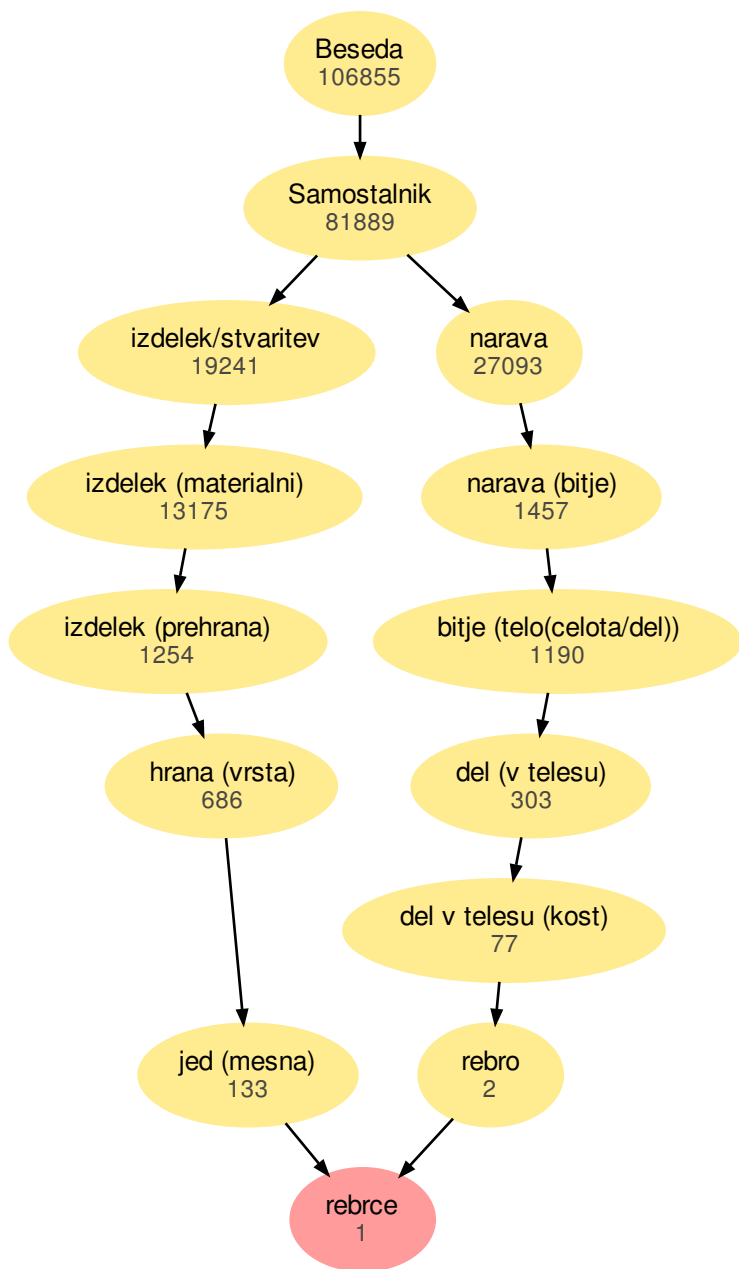 Beseda
106855
Samostalnik
81889
izdelek/stvaritev
19241
narava
27093
izdelek (materialni)
13175
narava (bitje)
1457
izdelek (prehrana)
1254
bitje (telo(celota/del))
1190
hrana (vrsta)
686
del (v telesu)
303
del v telesu (kost)
77
jed (mesna)
133
rebro
2
rebrce
1